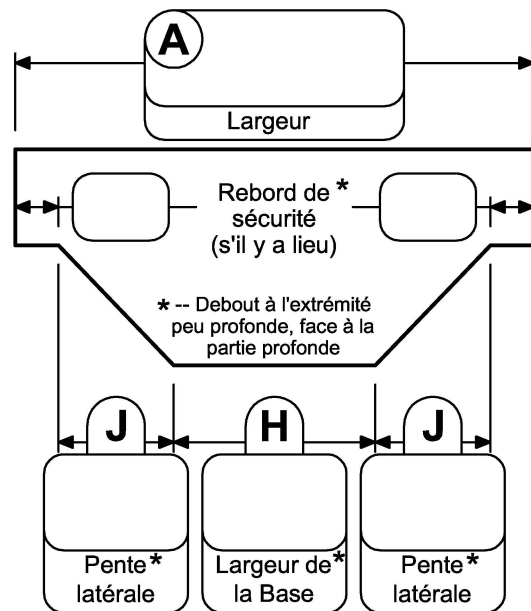 A
Largeur
Rebord de *
sécurité
(s'il y a lieu)
* -- Debout à l'extrémité
peu profonde, face à la
partie profonde
J H J
Pente*
latérale
Largeur de*
la Base
Pente*
latérale